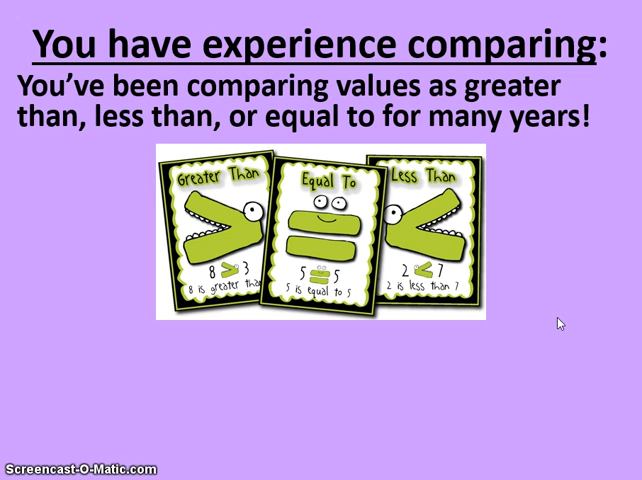 You have experience comparing:
You've been comparing values as greater
than, less than, or equal to for many years!
Greater Than
8 > 3
8 is greater than
Equal To
5 = 5
5 is equal to 5
Less Than
2 < 7
2 is less than 7
Screencast-O-Matic.com